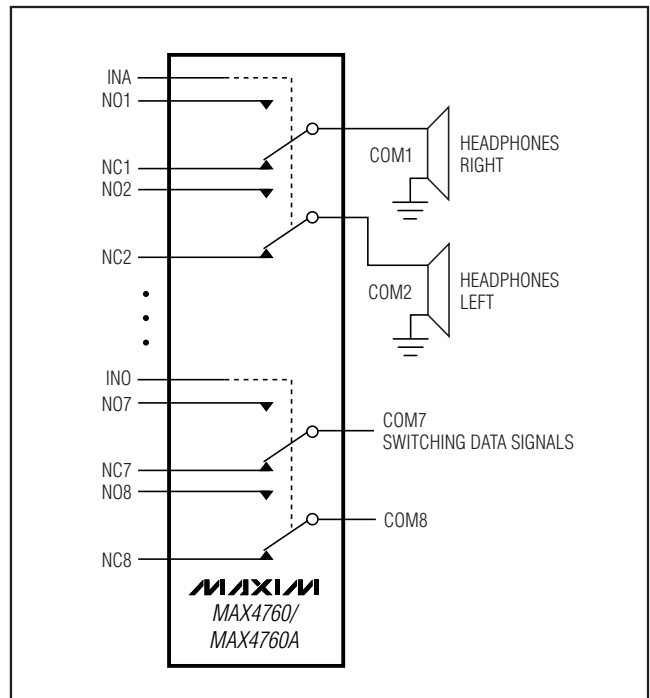 INA
NO1
COM1
HEADPHONES
RIGHT
NC1
NO2
NC2
COM2
HEADPHONES
LEFT
INO
NO7
COM7
SWITCHING DATA SIGNALS
NC7
NO8
COM8
NC8
MAXIM
MAX4760/
MAX4760A